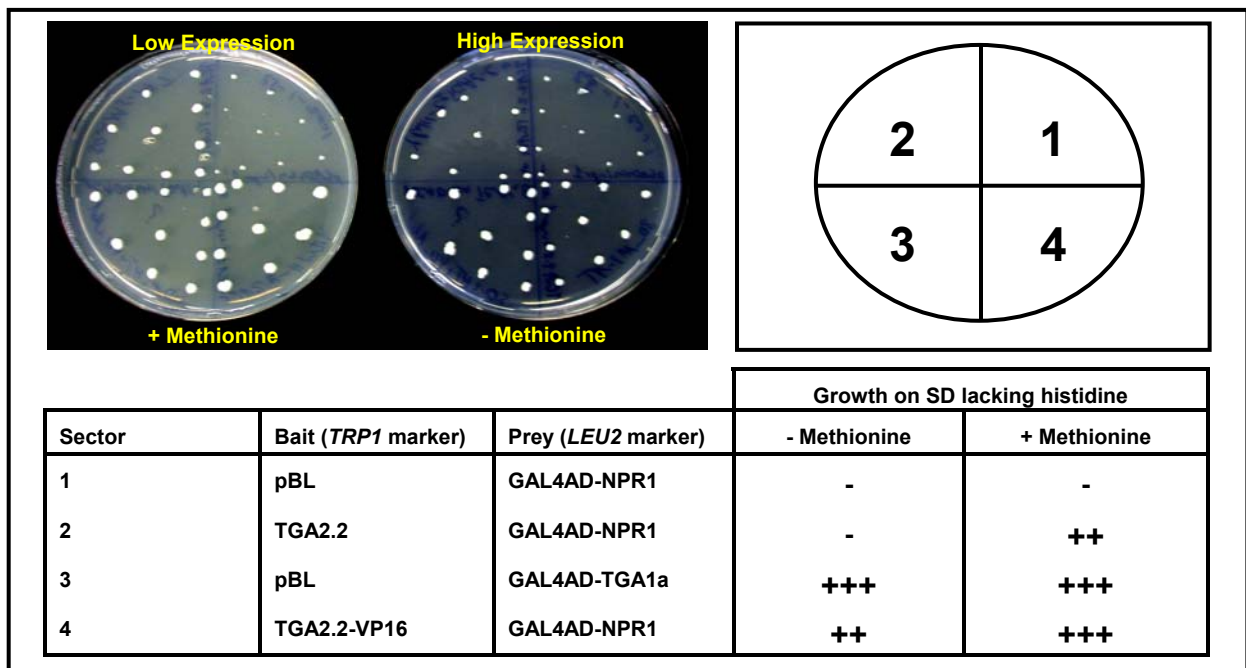 Low Expression
High Expression
+ Methionine
- Methionine
2 1
3 4
Growth on SD lacking histidine
Sector Bait (TRP1 marker) Prey (LEU2 marker) - Methionine + Methionine
1 pBL GAL4AD-NPR1 - -
2 TGA2.2 GAL4AD-NPR1 - ++
3 pBL GAL4AD-TGA1a +++ +++
4 TGA2.2-VP16 GAL4AD-NPR1 ++ +++